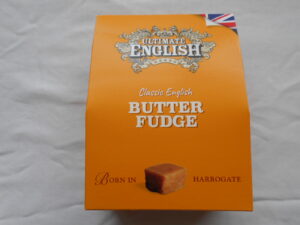 ULTIMATE
ENGLISH
Classic English
BUTTER
FUDGE
BORN IN HARROGATE